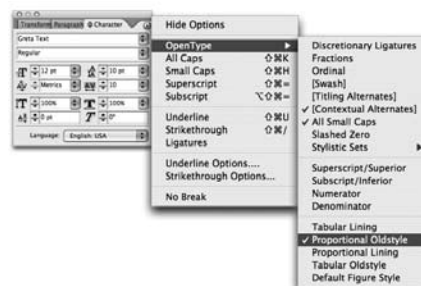 Transform Paragraph Character
Greta Text
Regular
12 pt 10 pt
Metrics 10
100% 100%
0 pt 0°
Language: English: USA
Hide Options
OpenType
All Caps ⇧⌘K
Small Caps ⇧⌘H
Superscript ⇧⌘=
Subscript ⌥⇧⌘=
Underline ⇧⌘U
Strikethrough ⇧⌘/
Ligatures
Underline Options....
Strikethrough Options...
No Break
Discretionary Ligatures
Fractions
Ordinal
[Swash]
[Titling Alternates]
✓ [Contextual Alternates]
✓ All Small Caps
Slashed Zero
Stylistic Sets
Superscript/Superior
Subscript/Inferior
Numerator
Denominator
Tabular Lining
✓ Proportional Oldstyle
Proportional Lining
Tabular Oldstyle
Default Figure Style